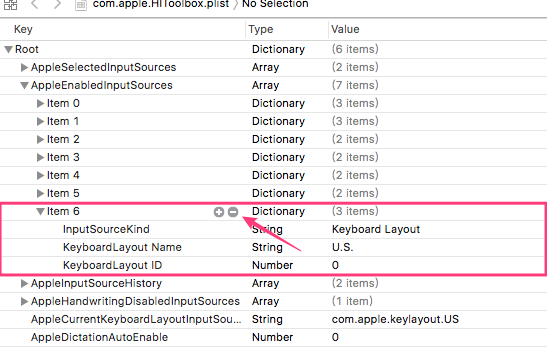 com.apple.HIToolbox.plist No Selection
Key Type Value
Root Dictionary (6 items)
AppleSelectedInputSources Array (2 items)
AppleEnabledInputSources Array (7 items)
Item 0 Dictionary (3 items)
Item 1 Dictionary (3 items)
Item 2 Dictionary (2 items)
Item 3 Dictionary (2 items)
Item 4 Dictionary (2 items)
Item 5 Dictionary (2 items)
Item 6 Dictionary (3 items)
InputSourceKind String Keyboard Layout
KeyboardLayout Name String U.S.
KeyboardLayout ID Number 0
AppleInputSourceHistory Array (2 items)
AppleHandwritingDisabledInputSources Array (1 item)
AppleCurrentKeyboardLayoutInputSou... String com.apple.keylayout.US
AppleDictationAutoEnable Number 0